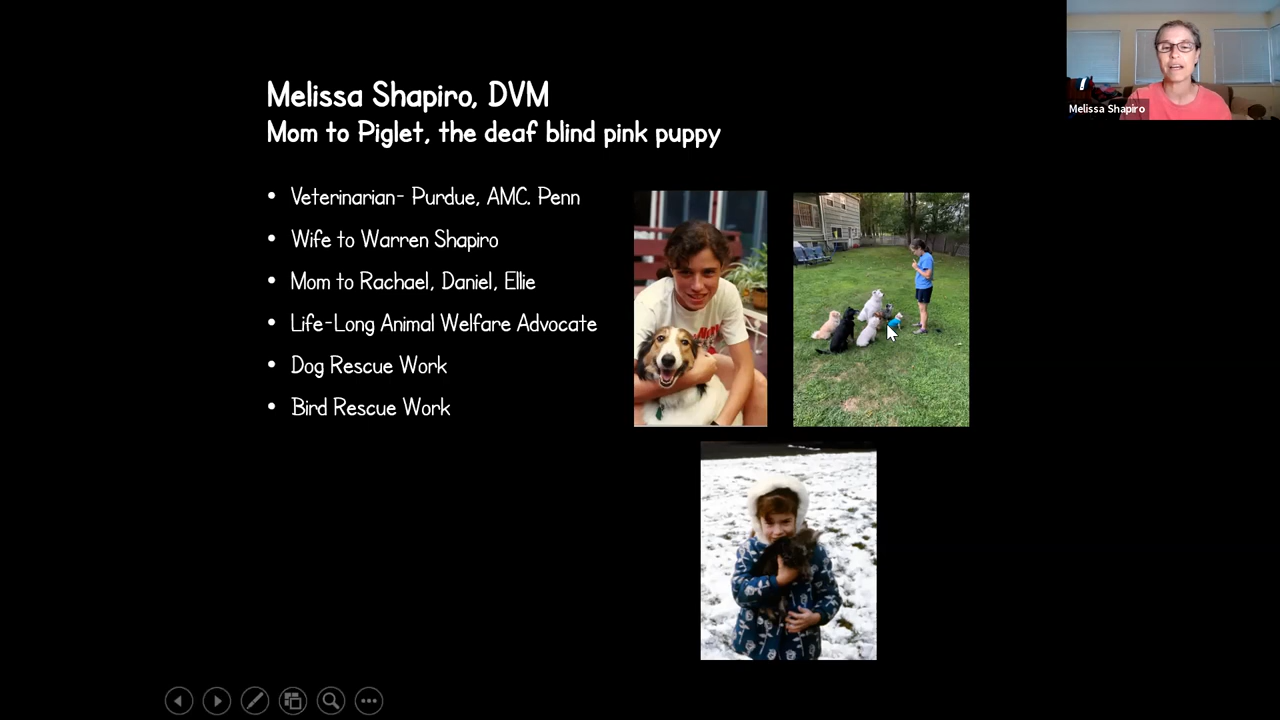 Melissa Shapiro, DVM
Mom to Piglet, the deaf blind pink puppy
• Veterinarian- Purdue, AMC. Penn
• Wife to Warren Shapiro
• Mom to Rachael, Daniel, Ellie
• Life-Long Animal Welfare Advocate
• Dog Rescue Work
• Bird Rescue Work
Melissa Shapiro